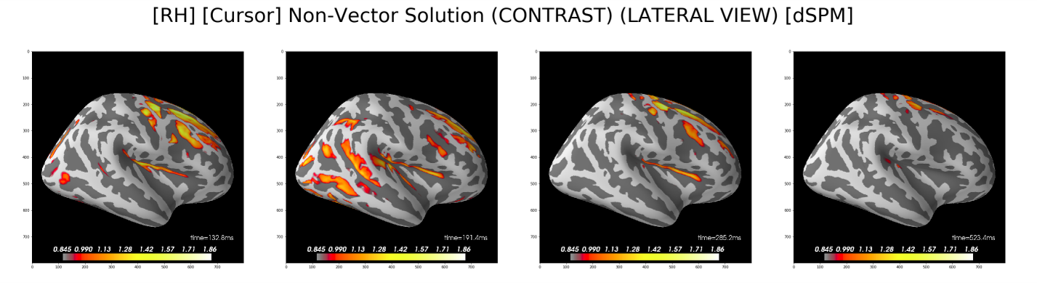 [RH] [Cursor] Non-Vector Solution (CONTRAST) (LATERAL VIEW) [dSPM]
time=132.8ms
0.845 0.990 1.13 1.28 1.42 1.57 1.71 1.86
time=191.4ms
0.845 0.990 1.13 1.28 1.42 1.57 1.71 1.86
time=285.2ms
0.845 0.990 1.13 1.28 1.42 1.57 1.71 1.86
time=523.4ms
0.845 0.990 1.13 1.28 1.42 1.57 1.71 1.86